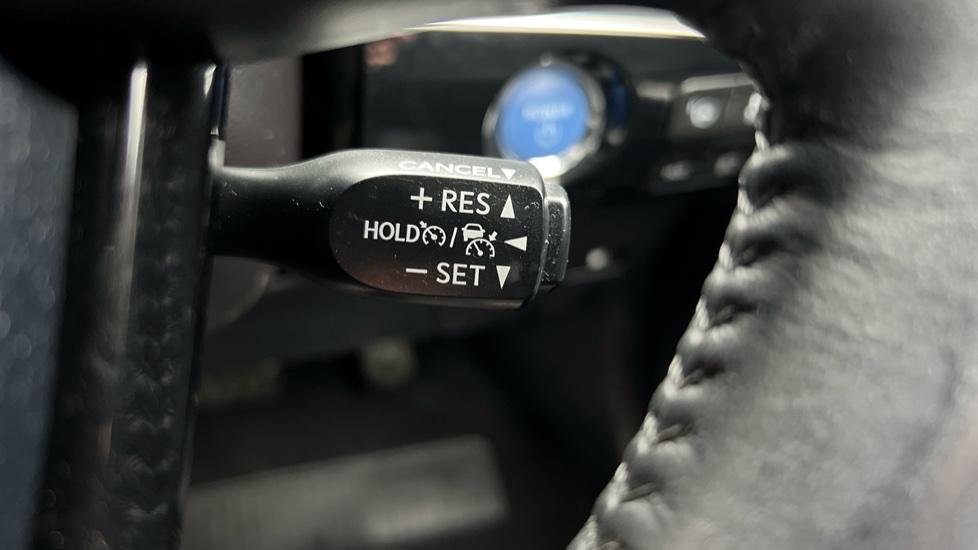 CANCEL▼
+ RES ▲
HOLD / ◀
− SET ▼